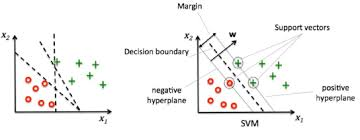 Margin
Support vectors
x2
w
x2
Decision boundary
negative
hyperplane
positive
hyperplane
x1
x1
SVM